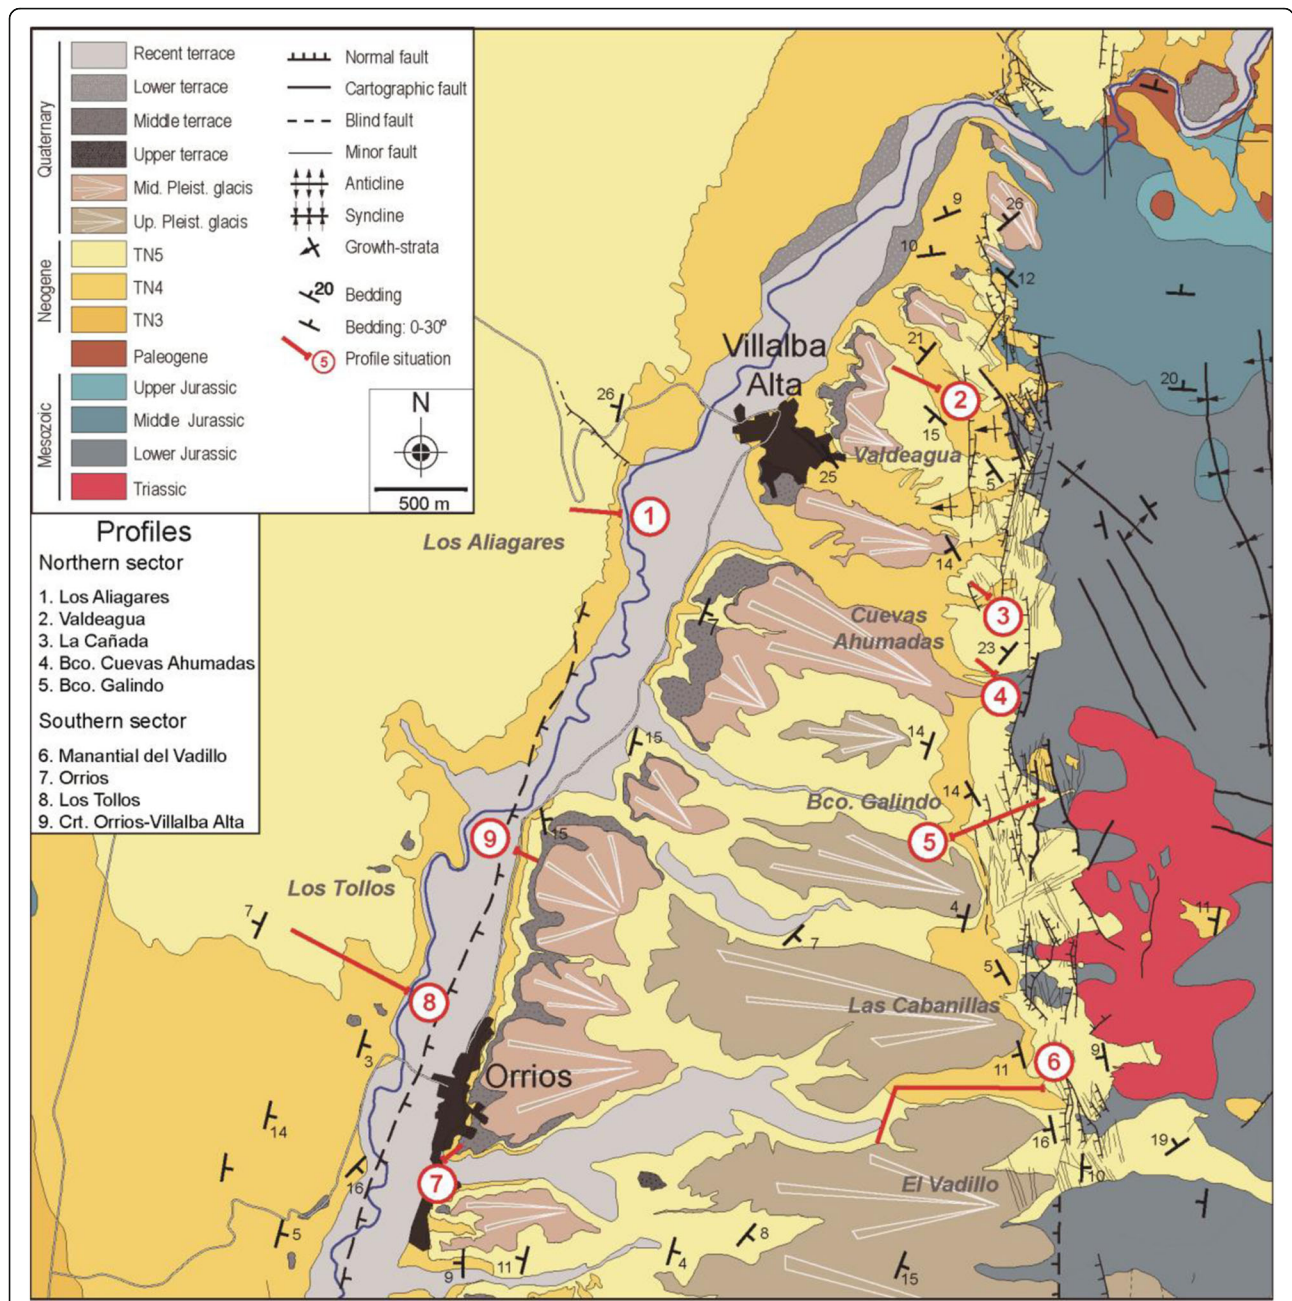 Quaternary
Recent terrace
Lower terrace
Middle terrace
Upper terrace
Mid. Pleist. glacis
Up. Pleist. glacis
Neogene
TN5
TN4
TN3
Paleogene
Mesozoic
Upper Jurassic
Middle Jurassic
Lower Jurassic
Triassic
Normal fault
Cartographic fault
Blind fault
Minor fault
Anticline
Syncline
Growth-strata
20 Bedding
Bedding: 0-30º
5 Profile situation
N
500 m
Profiles
Northern sector
1. Los Aliagares
2. Valdeagua
3. La Cañada
4. Bco. Cuevas Ahumadas
5. Bco. Galindo
Southern sector
6. Manantial del Vadillo
7. Orrios
8. Los Tollos
9. Crt. Orrios-Villalba Alta
9
26
10
12
Villalba
Alta
21
20
26
2
15
Valdeagua
25
5
1
Los Aliagares
14
3
Cuevas
Ahumadas
7
23
4
15
14
14
Bco. Galindo
5
9
15
Los Tollos
7
4
11
7
5
8
Las Cabanillas
3
11
6
9
Orrios
14
16
19
16
10
7
El Vadillo
5
8
9
11
4
15